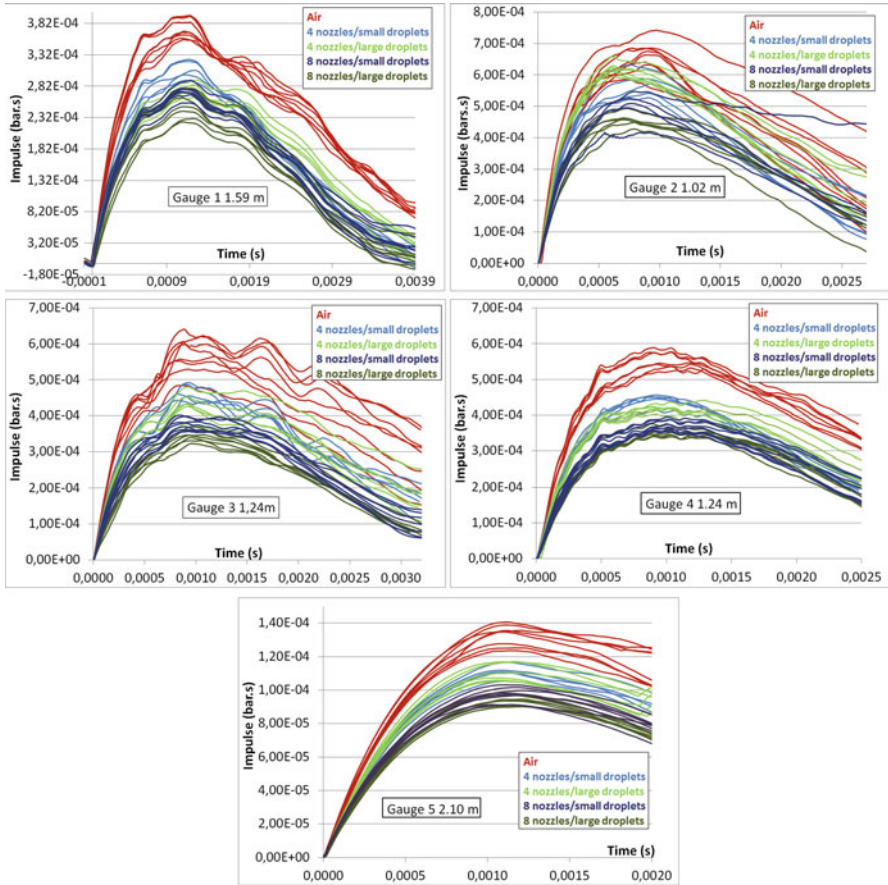 3,82E-04
3,32E-04
2,82E-04
2,32E-04
1,82E-04
1,32E-04
8,20E-05
3,20E-05
-1,80E-05
Impulse (bar.s)
Air
4 nozzles/small droplets
4 nozzles/large droplets
8 nozzles/small droplets
8 nozzles/large droplets
Gauge 1 1.59 m
Time (s)
-0,0001 0,0009 0,0019 0,0029 0,0039
8,00E-04
7,00E-04
6,00E-04
5,00E-04
4,00E-04
3,00E-04
2,00E-04
1,00E-04
0,00E+00
Impulse (bars.s)
Air
4 nozzles/small droplets
4 nozzles/large droplets
8 nozzles/small droplets
8 nozzles/large droplets
Gauge 2 1.02 m
Time (s)
0,0000 0,0005 0,0010 0,0015 0,0020 0,0025
7,00E-04
6,00E-04
5,00E-04
4,00E-04
3,00E-04
2,00E-04
1,00E-04
0,00E+00
Impulse (bar.s)
Air
4 nozzles/small droplets
4 nozzles/large droplets
8 nozzles/small droplets
8 nozzles/large droplets
Gauge 3 1,24m
Time (s)
0,0000 0,0005 0,0010 0,0015 0,0020 0,0025 0,0030
7,00E-04
6,00E-04
5,00E-04
4,00E-04
3,00E-04
2,00E-04
1,00E-04
0,00E+00
Impulse (bar.s)
Air
4 nozzles/small droplets
4 nozzles/large droplets
8 nozzles/small droplets
8 nozzles/large droplets
Gauge 4 1.24 m
Time (s)
0,0000 0,0005 0,0010 0,0015 0,0020 0,0025
1,40E-04
1,20E-04
1,00E-04
8,00E-05
6,00E-05
4,00E-05
2,00E-05
0,00E+00
Impulse (bar.s)
Air
4 nozzles/small droplets
4 nozzles/large droplets
8 nozzles/small droplets
8 nozzles/large droplets
Gauge 5 2.10 m
Time (s)
0,0000 0,0005 0,0010 0,0015 0,0020